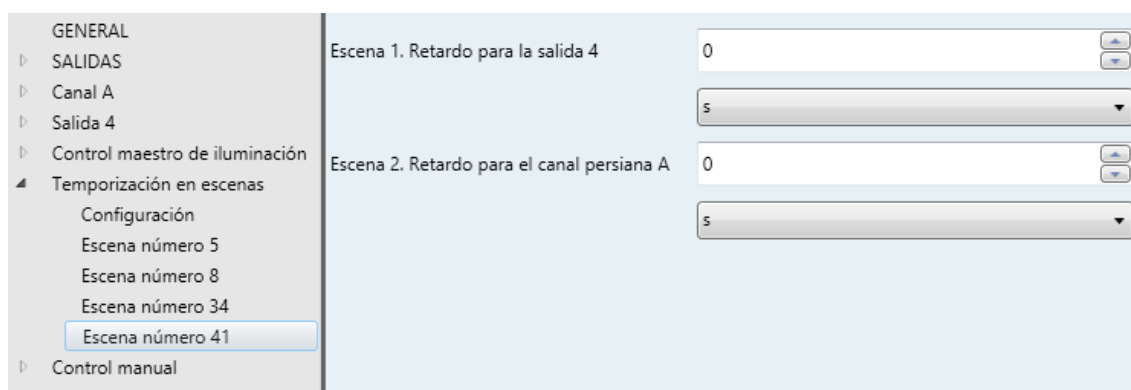 GENERAL
SALIDAS
Canal A
Salida 4
Control maestro de iluminación
Temporización en escenas
Configuración
Escena número 5
Escena número 8
Escena número 34
Escena número 41
Control manual
Escena 1. Retardo para la salida 4
0
s
Escena 2. Retardo para el canal persiana A
0
s